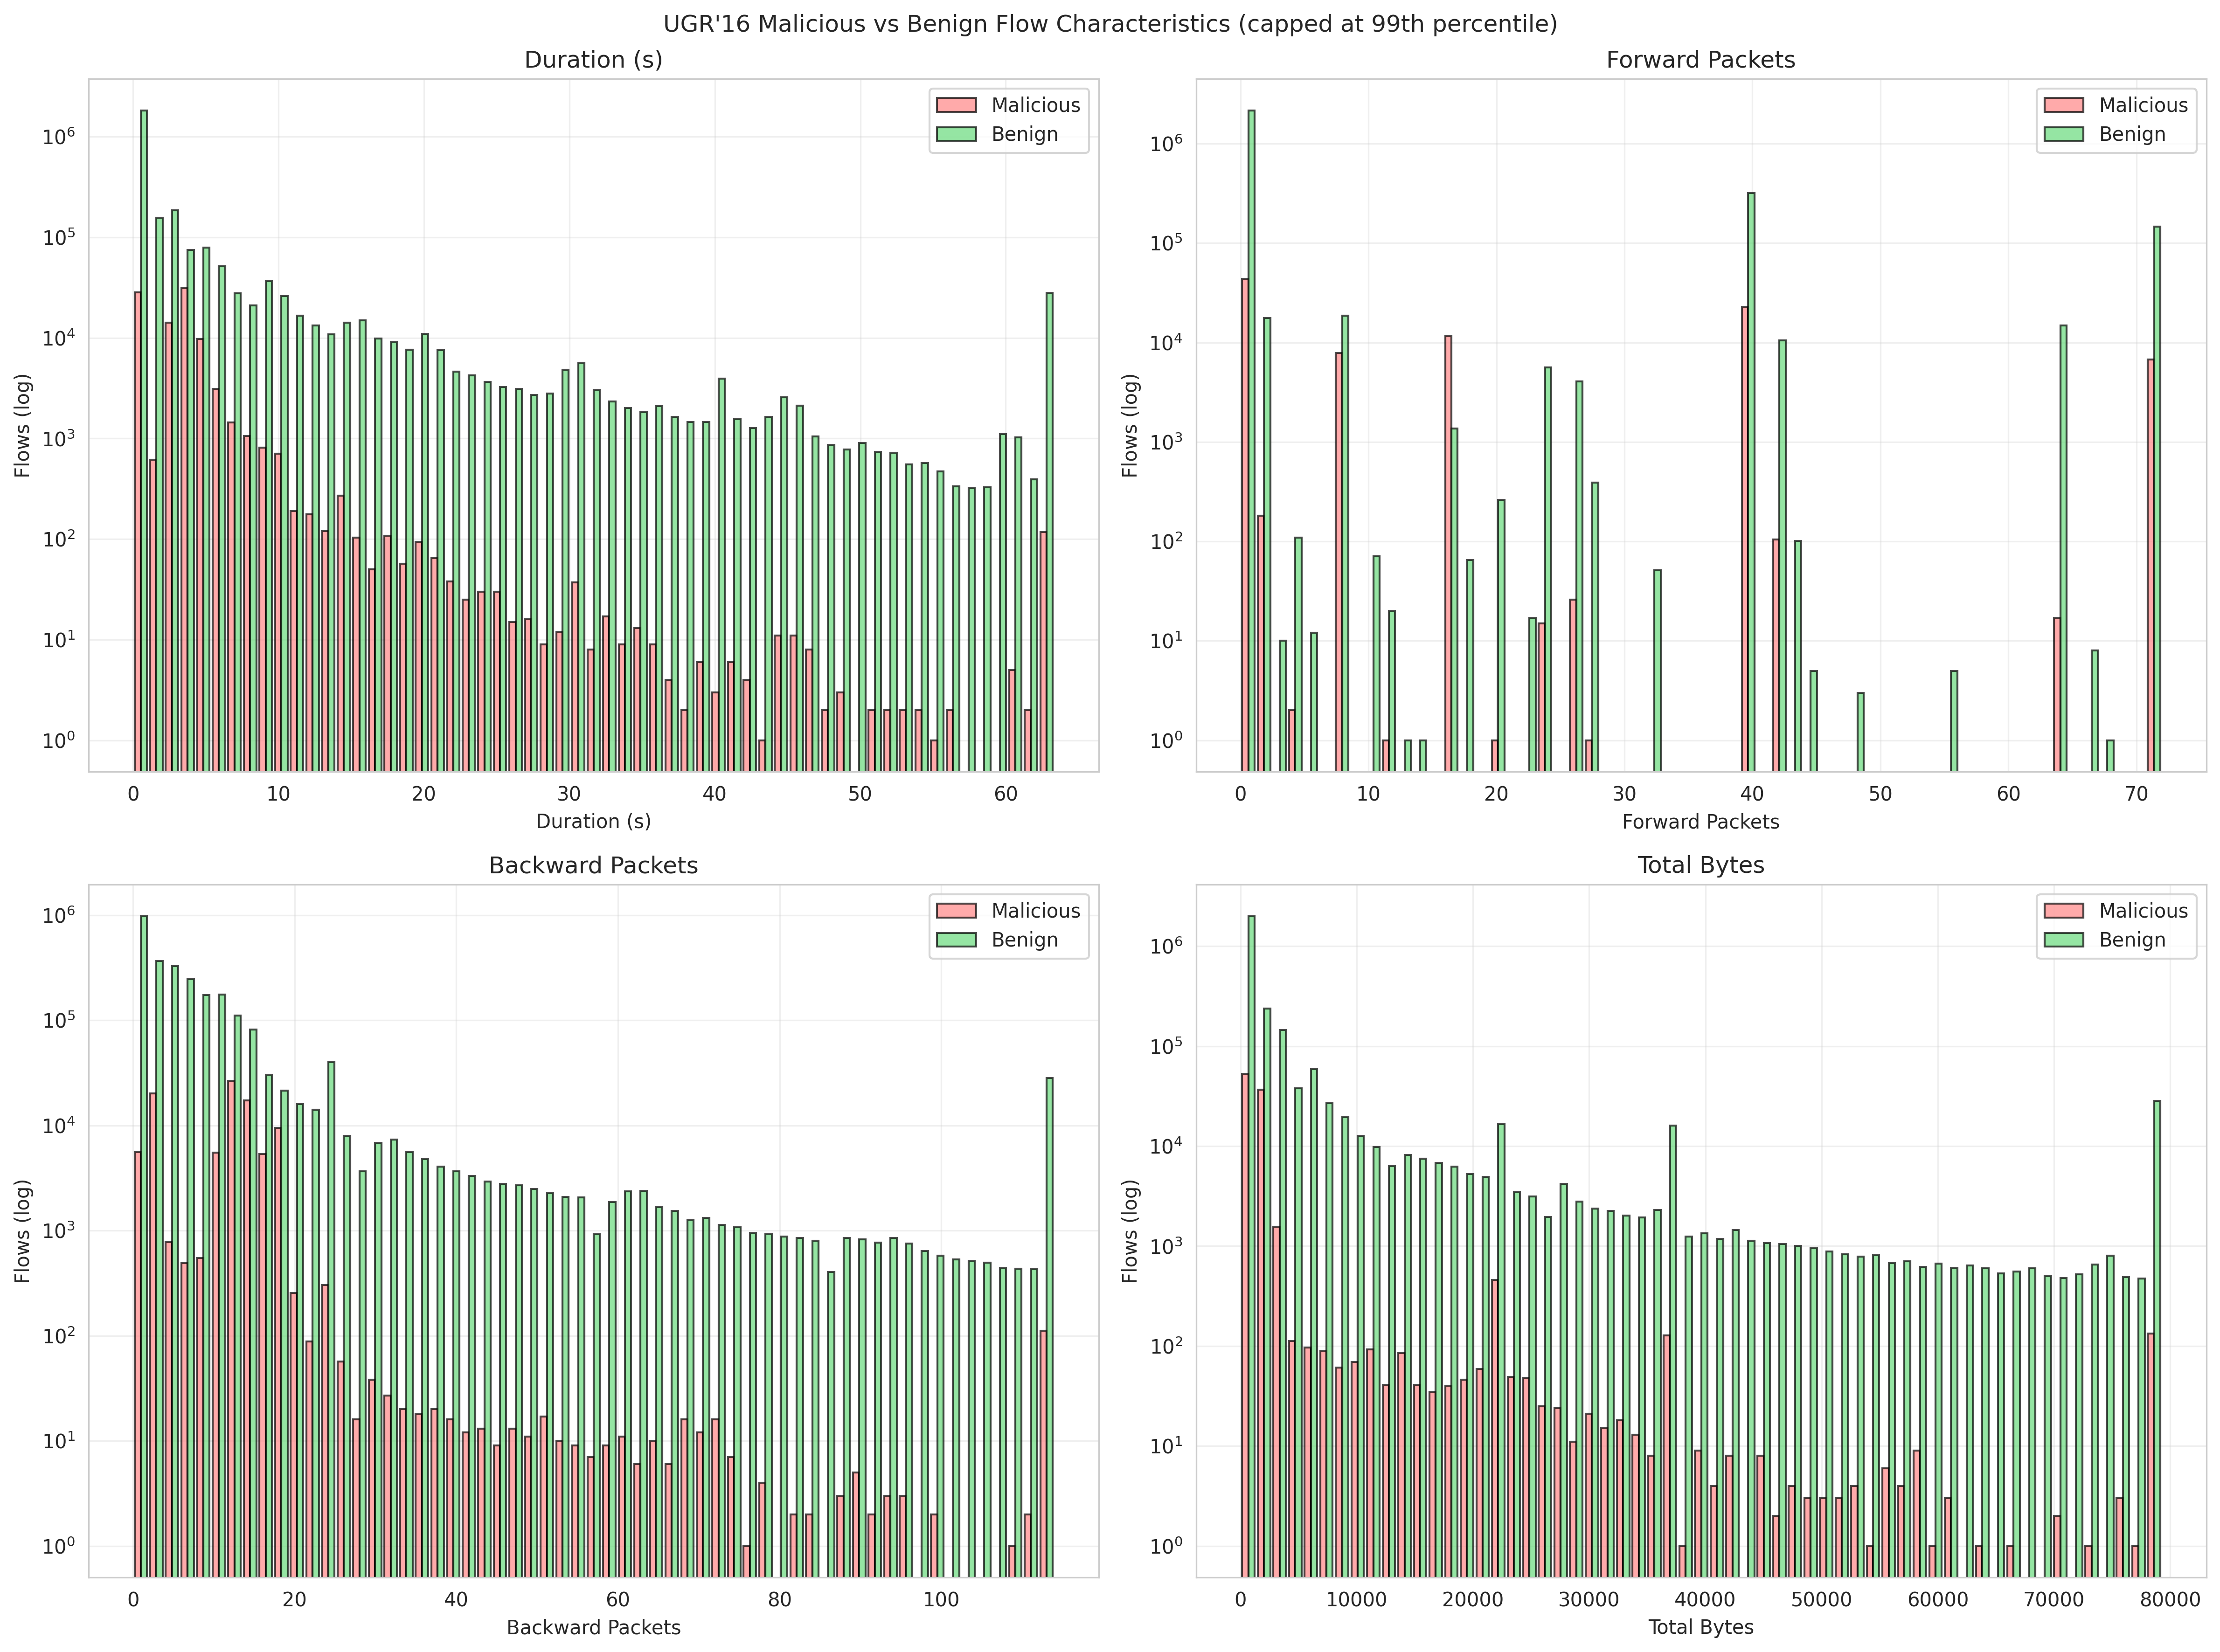 UGR'16 Malicious vs Benign Flow Characteristics (capped at 99th percentile)
Duration (s)
Malicious
Benign
10^6
10^5
10^4
10^3
10^2
10^1
10^0
Flows (log)
0 10 20 30 40 50 60
Duration (s)
Forward Packets
Malicious
Benign
10^6
10^5
10^4
10^3
10^2
10^1
10^0
Flows (log)
0 10 20 30 40 50 60 70
Forward Packets
Backward Packets
Malicious
Benign
10^6
10^5
10^4
10^3
10^2
10^1
10^0
Flows (log)
0 20 40 60 80 100
Backward Packets
Total Bytes
Malicious
Benign
10^6
10^5
10^4
10^3
10^2
10^1
10^0
Flows (log)
0 10000 20000 30000 40000 50000 60000 70000 80000
Total Bytes